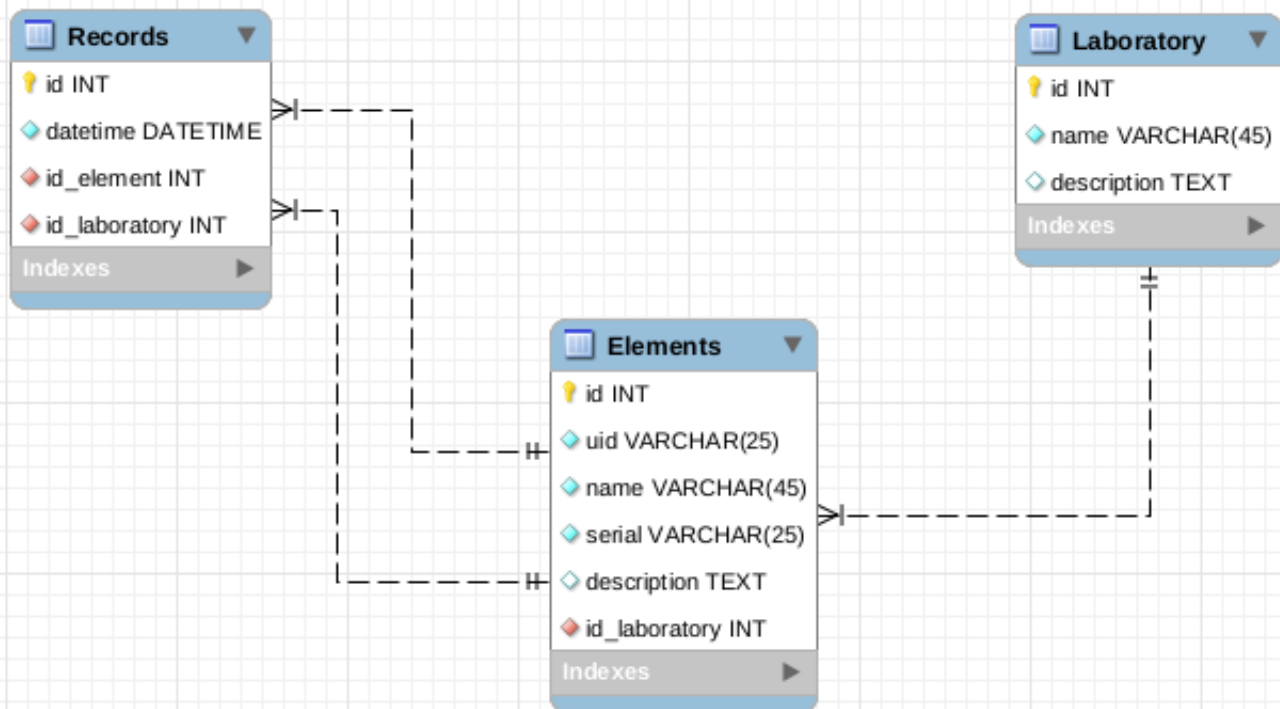 Records
id INT
datetime DATETIME
id_element INT
id_laboratory INT
Indexes
Laboratory
id INT
name VARCHAR(45)
description TEXT
Indexes
Elements
id INT
uid VARCHAR(25)
name VARCHAR(45)
serial VARCHAR(25)
description TEXT
id_laboratory INT
Indexes